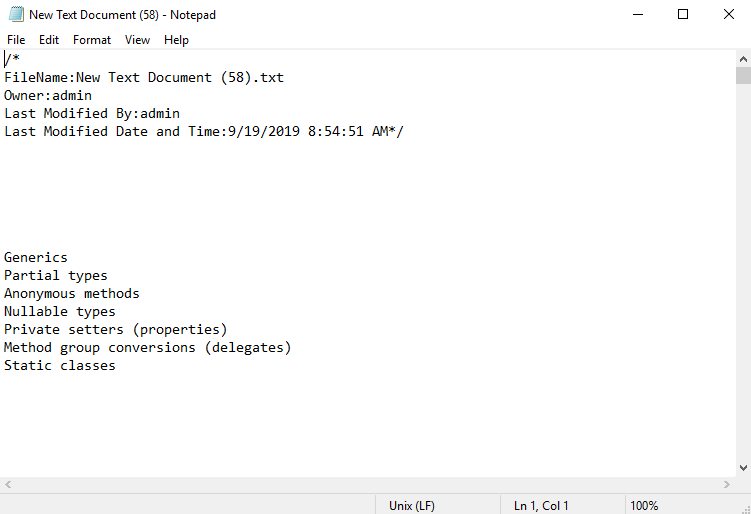 New Text Document (58) - Notepad
File Edit Format View Help
/*
FileName:New Text Document (58).txt
Owner:admin
Last Modified By:admin
Last Modified Date and Time:9/19/2019 8:54:51 AM*/
Generics
Partial types
Anonymous methods
Nullable types
Private setters (properties)
Method group conversions (delegates)
Static classes
Unix (LF) Ln 1, Col 1 100%